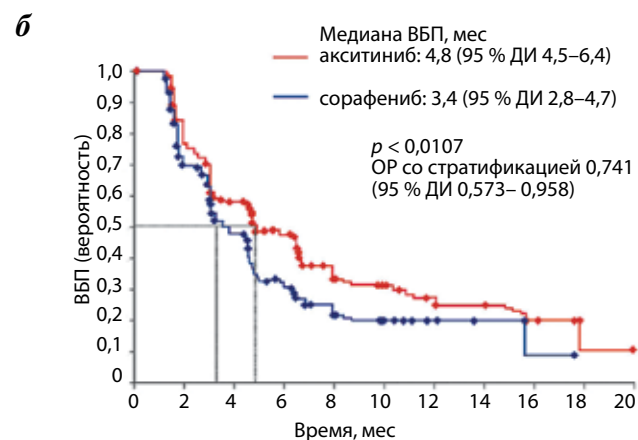 б
Медиана ВБП, мес
акситиниб: 4,8 (95 % ДИ 4,5–6,4)
сорафениб: 3,4 (95 % ДИ 2,8–4,7)
p < 0,0107
ОР со стратификацией 0,741
(95 % ДИ 0,573– 0,958)
ВБП (вероятность)
1,0
0,9
0,8
0,7
0,6
0,5
0,4
0,3
0,2
0,1
0
0 2 4 6 8 10 12 14 16 18 20
Время, мес